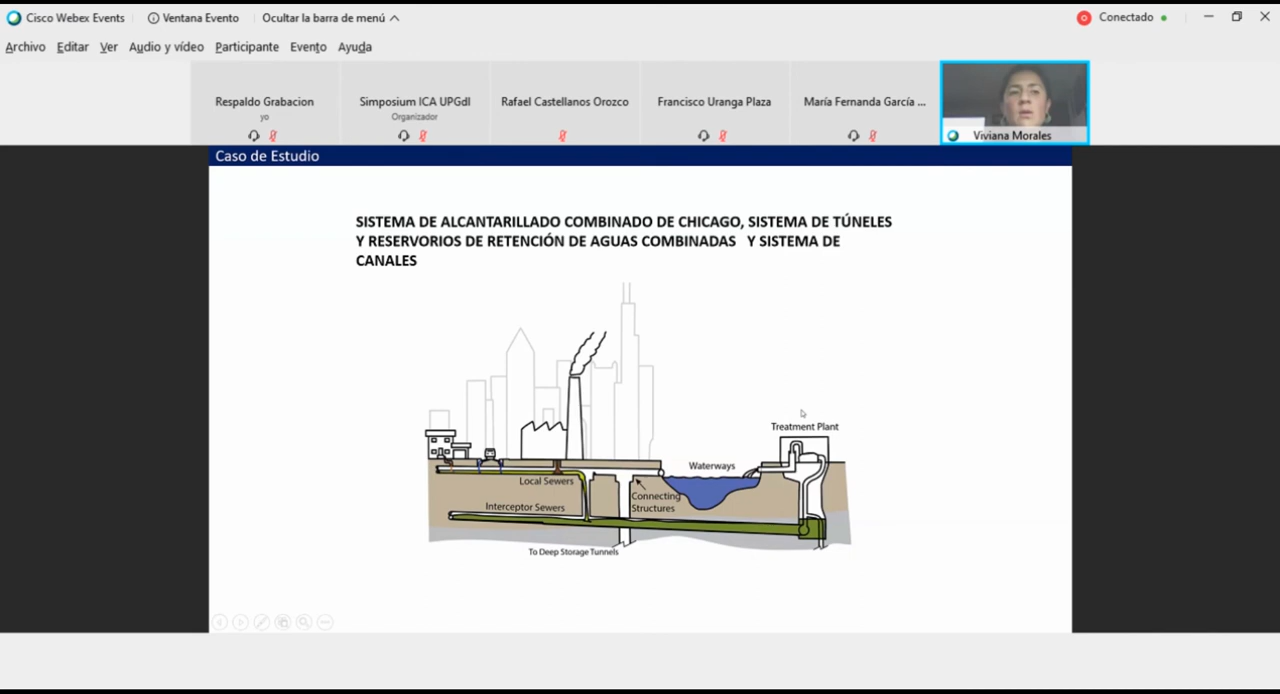 Cisco Webex Events Ventana Evento Ocultar la barra de menú Conectado
Archivo Editar Ver Audio y vídeo Participante Evento Ayuda
Respaldo Grabacion
yo
Simposium ICA UPGdl
Organizador
Rafael Castellanos Orozco
Francisco Uranga Plaza
María Fernanda García ...
Viviana Morales
Caso de Estudio
SISTEMA DE ALCANTARILLADO COMBINADO DE CHICAGO, SISTEMA DE TÚNELES
Y RESERVORIOS DE RETENCIÓN DE AGUAS COMBINADAS Y SISTEMA DE
CANALES
Treatment Plant
Waterways
Local Sewers
Connecting
Structures
Interceptor Sewers
To Deep Storage Tunnels